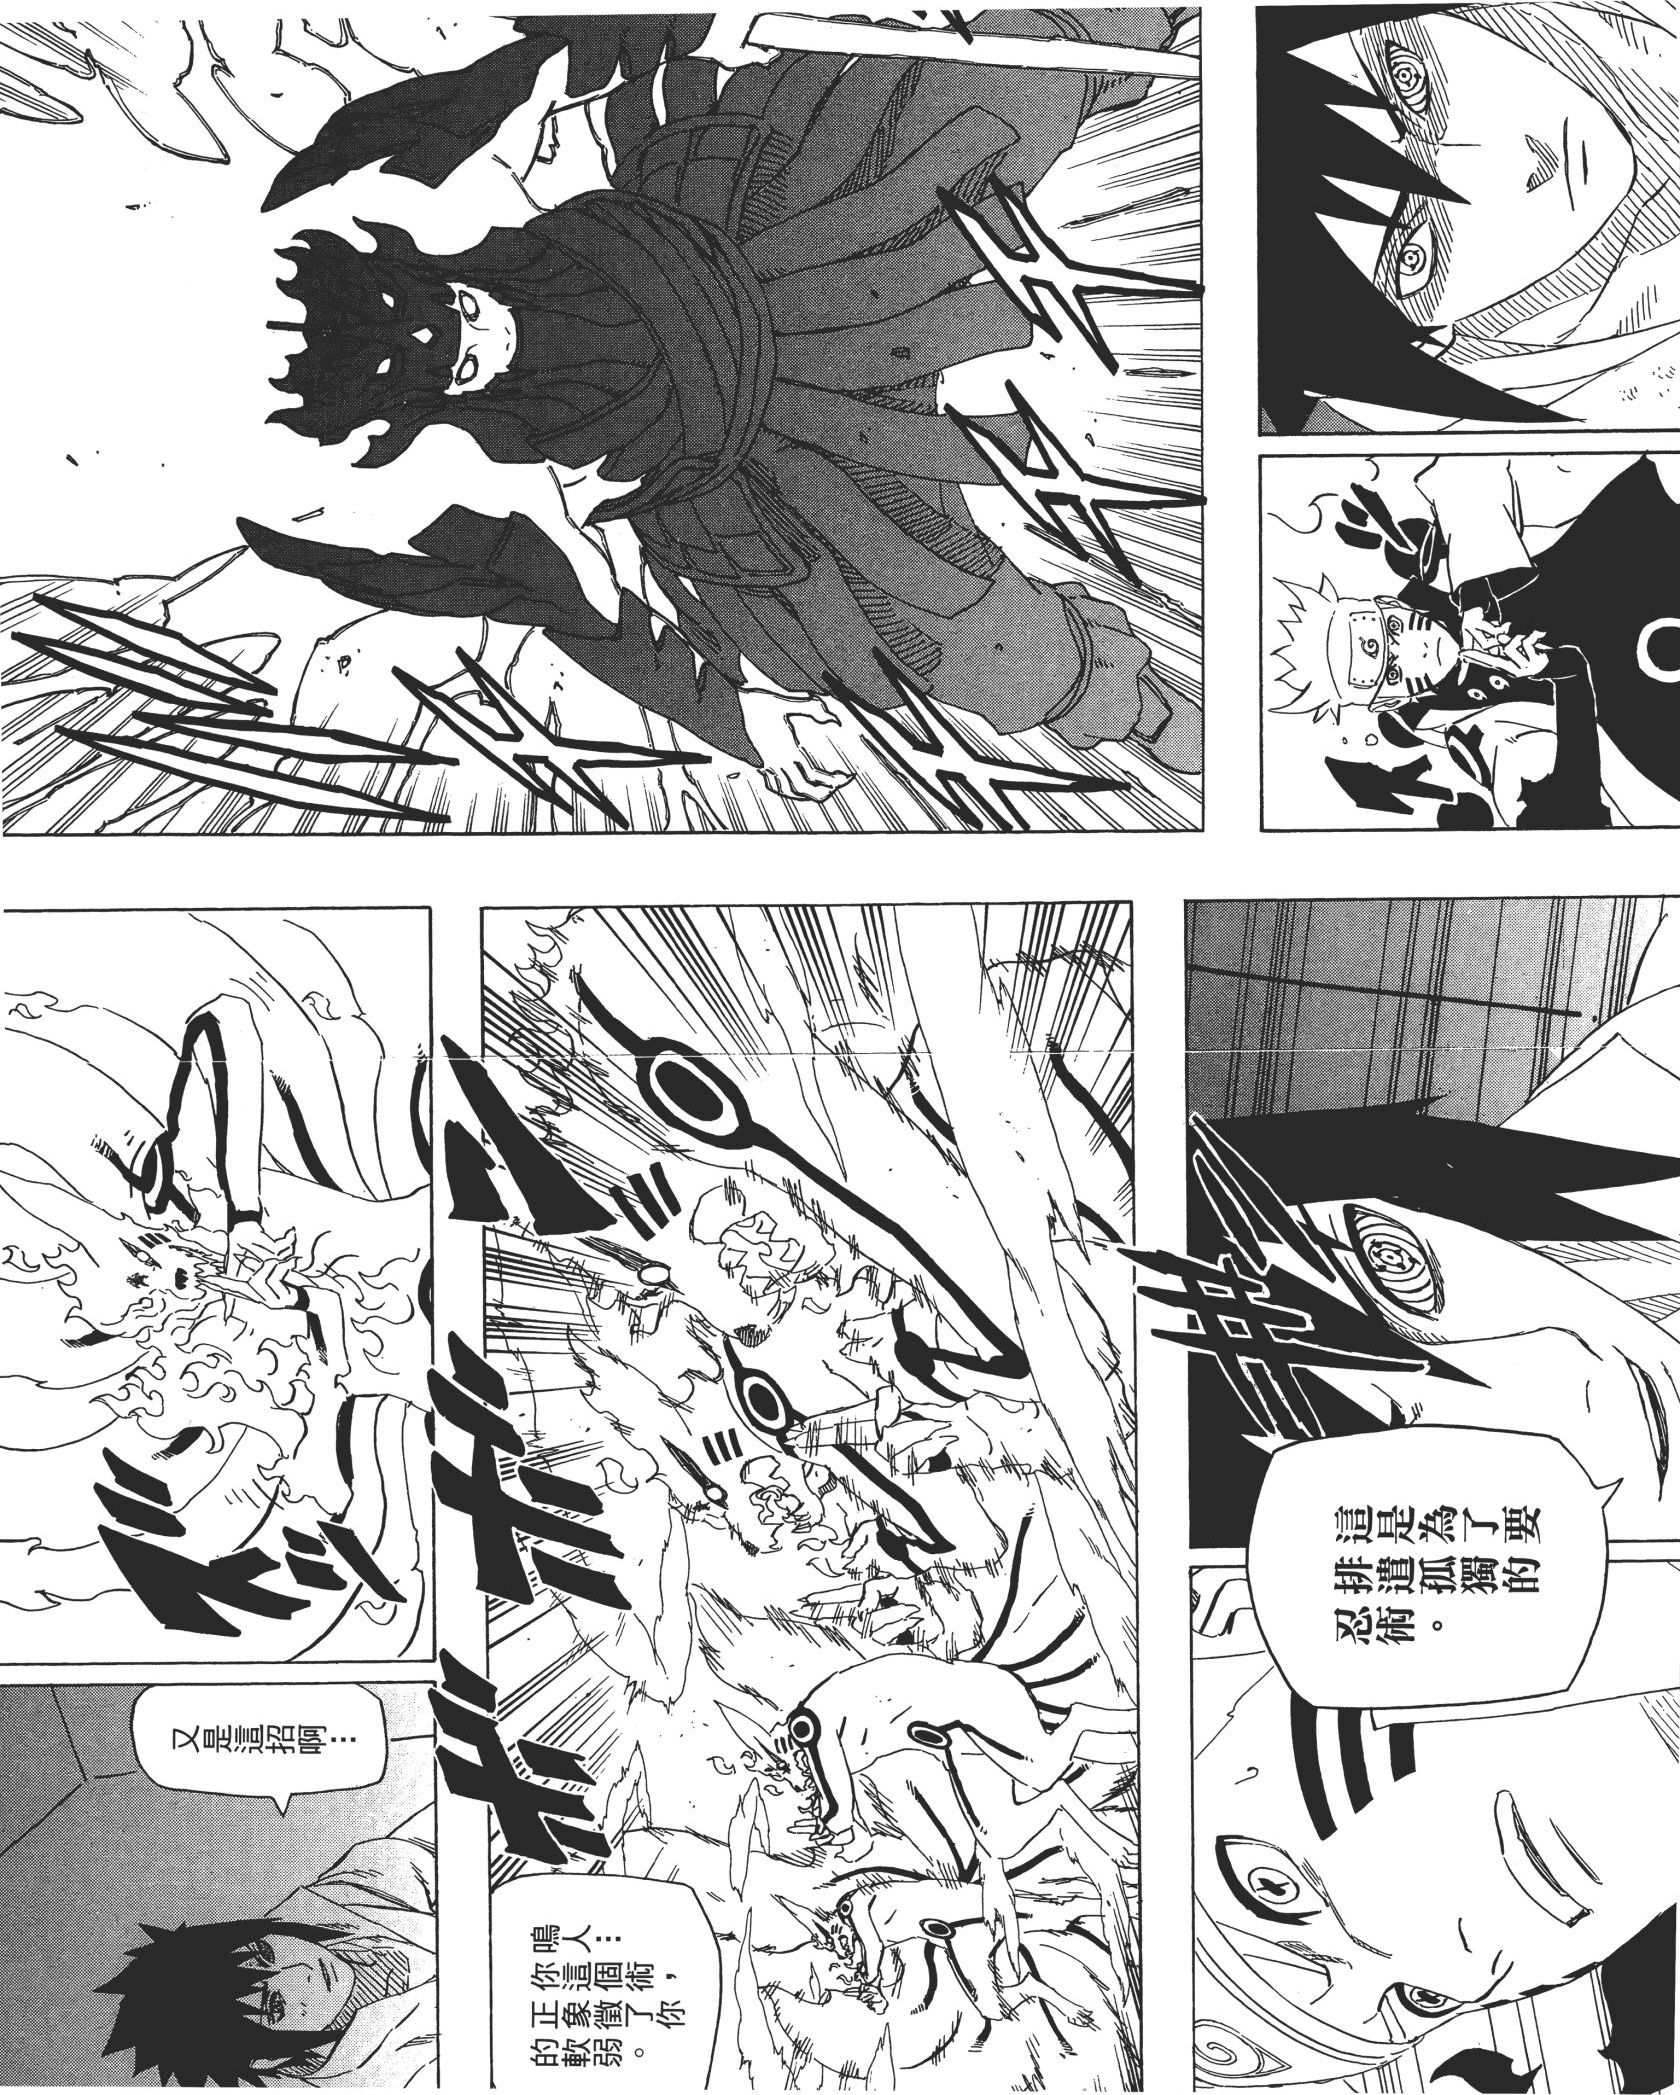 又是這招啊…
鳴人…
你這個術，
正象徵了你
的軟弱。
這是為了要
排遣孤獨的
忍術。